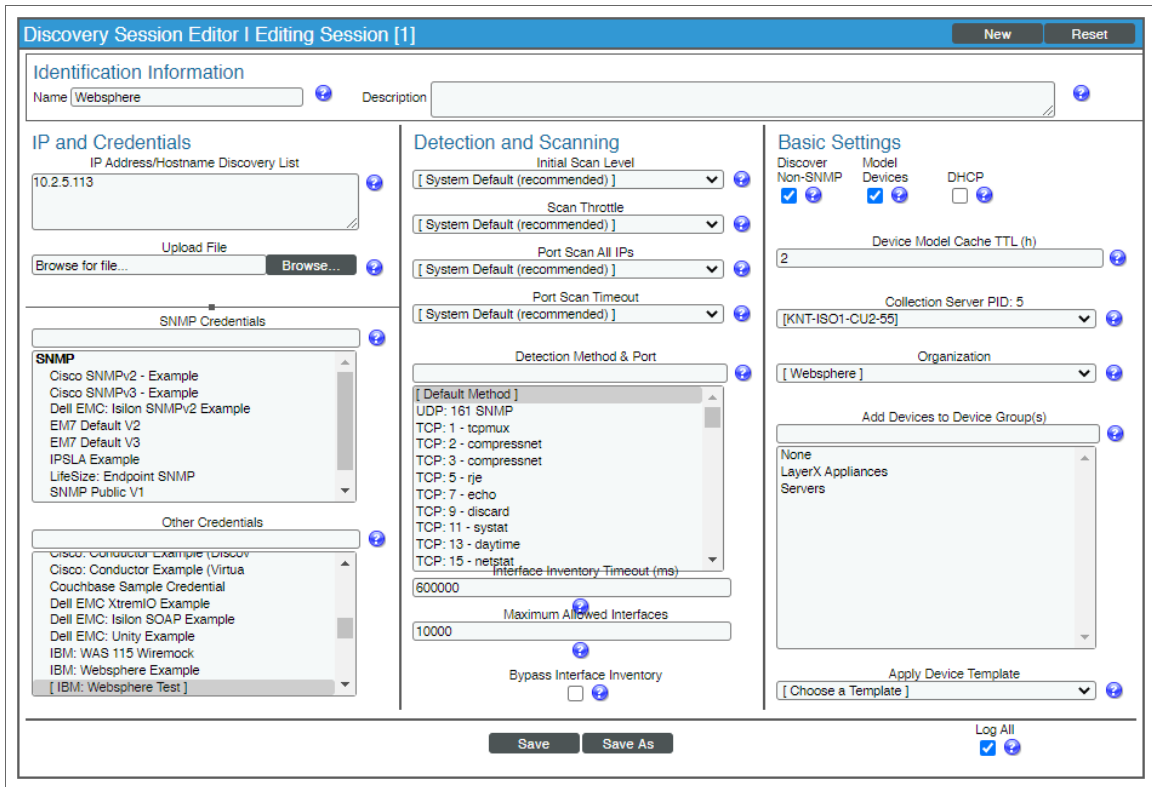 Discovery Session Editor | Editing Session [1]
New
Reset
Identification Information
Name
Websphere
Description
IP and Credentials
IP Address/Hostname Discovery List
10.2.5.113
Upload File
Browse for file...
Browse...
SNMP Credentials
SNMP
Cisco SNMPv2 - Example
Cisco SNMPv3 - Example
Dell EMC: Isilon SNMPv2 Example
EM7 Default V2
EM7 Default V3
IPSLA Example
LifeSize: Endpoint SNMP
SNMP Public V1
Other Credentials
Cisco: Conductor Example (Discov
Cisco: Conductor Example (Virtua
Couchbase Sample Credential
Dell EMC XtremIO Example
Dell EMC: Isilon SOAP Example
Dell EMC: Unity Example
IBM: WAS 115 Wiremock
IBM: Websphere Example
[ IBM: Websphere Test ]
Detection and Scanning
Initial Scan Level
[ System Default (recommended) ]
Scan Throttle
[ System Default (recommended) ]
Port Scan All IPs
[ System Default (recommended) ]
Port Scan Timeout
[ System Default (recommended) ]
Detection Method & Port
[ Default Method ]
UDP: 161 SNMP
TCP: 1 - tcpmux
TCP: 2 - compressnet
TCP: 3 - compressnet
TCP: 5 - rje
TCP: 7 - echo
TCP: 9 - discard
TCP: 11 - systat
TCP: 13 - daytime
TCP: 15 - netstat
Interface Inventory Timeout (ms)
600000
Maximum Allowed Interfaces
10000
Bypass Interface Inventory
Basic Settings
Discover Non-SNMP
Model Devices
DHCP
Device Model Cache TTL (h)
2
Collection Server PID: 5
[KNT-ISO1-CU2-55]
Organization
[ Websphere ]
Add Devices to Device Group(s)
None
LayerX Appliances
Servers
Apply Device Template
[ Choose a Template ]
Save
Save As
Log All